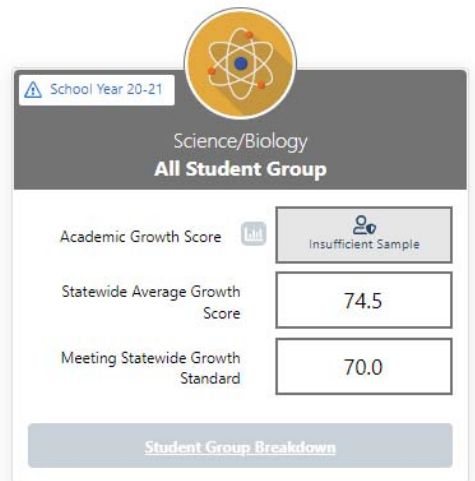 School Year 20-21
Science/Biology
All Student Group
Academic Growth Score
Insufficient Sample
Statewide Average Growth
Score
74.5
Meeting Statewide Growth
Standard
70.0
Student Group Breakdown